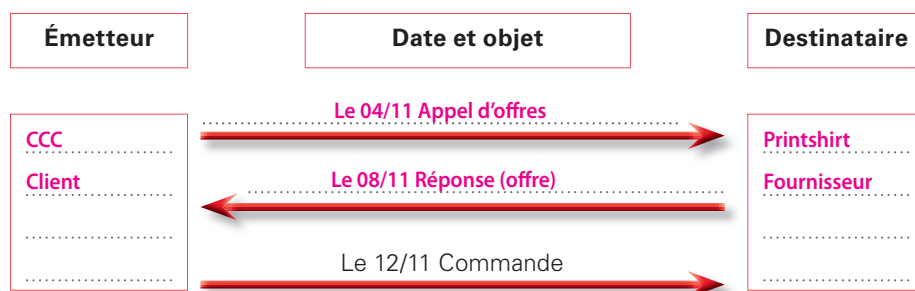 Émetteur
Date et objet
Destinataire
Le 04/11 Appel d'offres
CCC
Printshirt
Client
Le 08/11 Réponse (offre)
Fournisseur
Le 12/11 Commande